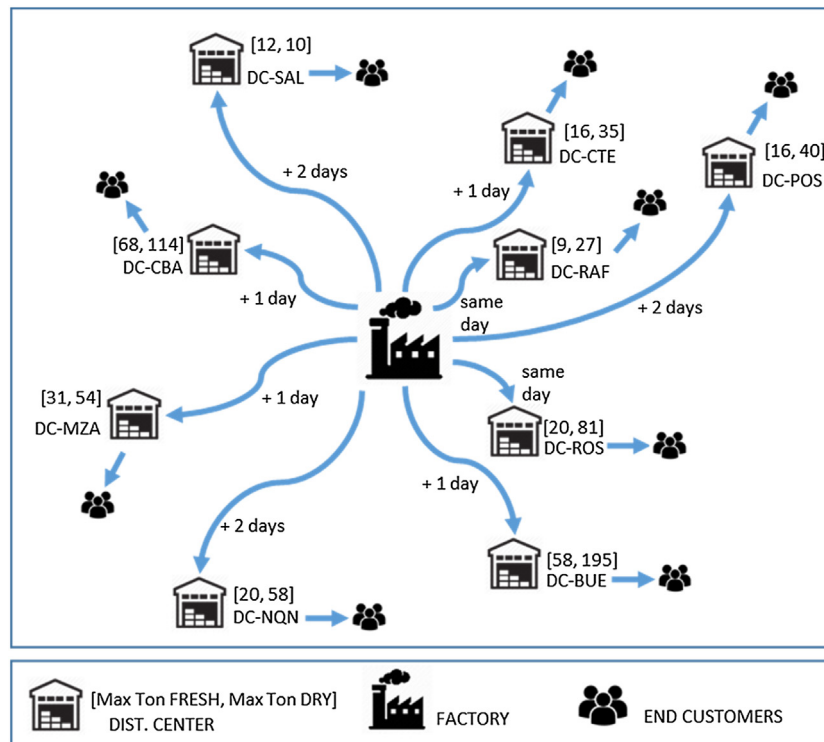 [12, 10]
DC-SAL
+ 2 days
[16, 35]
DC-CTE
+ 1 day
[16, 40]
DC-POS
+ 2 days
[68, 114]
DC-CBA
+ 1 day
[9, 27]
DC-RAF
same
day
[31, 54]
DC-MZA
+ 1 day
same
day
[20, 81]
DC-ROS
+ 1 day
+ 2 days
[58, 195]
DC-BUE
[20, 58]
DC-NQN
[Max Ton FRESH, Max Ton DRY]
DIST. CENTER
FACTORY
END CUSTOMERS